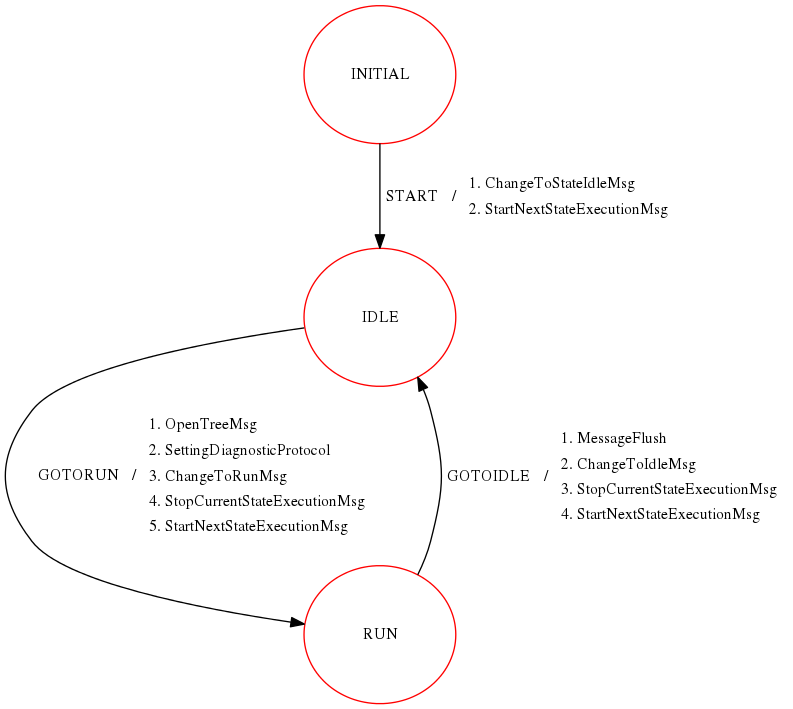 INITIAL
START /
1. ChangeToStateIdleMsg
2. StartNextStateExecutionMsg
IDLE
GOTORUN /
1. OpenTreeMsg
2. SettingDiagnosticProtocol
3. ChangeToRunMsg
4. StopCurrentStateExecutionMsg
5. StartNextStateExecutionMsg
GOTOIDLE /
1. MessageFlush
2. ChangeToIdleMsg
3. StopCurrentStateExecutionMsg
4. StartNextStateExecutionMsg
RUN